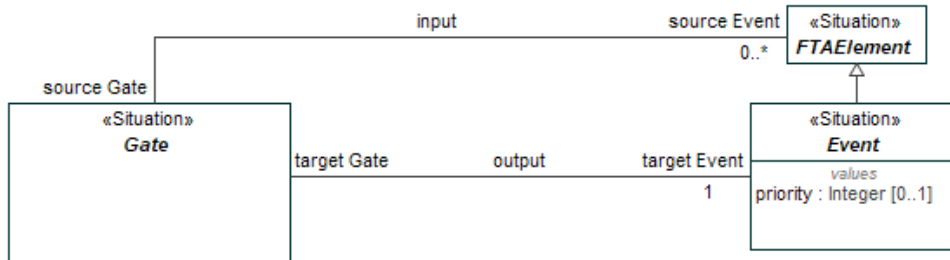 input
source Event
0..*
«Situation»
FTAElement
source Gate
«Situation»
Gate
target Gate
output
target Event
1
«Situation»
Event
values
priority : Integer [0..1]